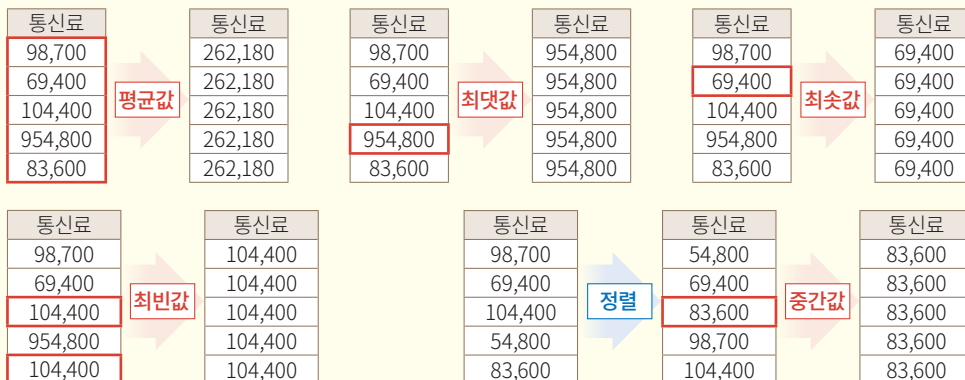 통신료 통신료 통신료 통신료 통신료 통신료
98,700 262,180 98,700 954,800 98,700 69,400
69,400 262,180 69,400 954,800 69,400 69,400
평균값 최댓값 최솟값
104,400 262,180 104,400 954,800 104,400 69,400
954,800 262,180 954,800 954,800 954,800 69,400
83,600 262,180 83,600 954,800 83,600 69,400
통신료 통신료 통신료 통신료 통신료
98,700 104,400 98,700 54,800 83,600
69,400 104,400 69,400 69,400 83,600
최빈값 정렬 중간값
104,400 104,400 104,400 83,600 83,600
954,800 104,400 54,800 98,700 83,600
104,400 104,400 83,600 104,400 83,600